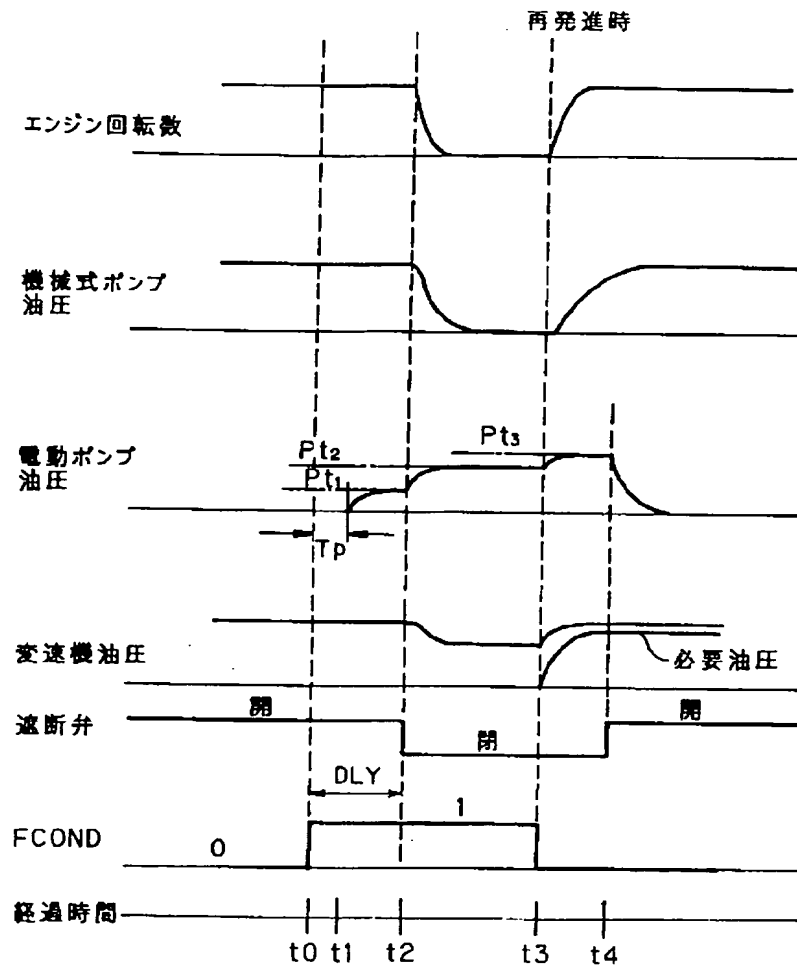 再発進時
エンジン回転数
機械式ポンプ
油圧
電動ポンプ
油圧
Pt2
Pt1
Pt3
Tp
変速機油圧
必要油圧
遮断弁
開
閉
開
DLY
FCOND
0
1
経過時間
t0
t1
t2
t3
t4